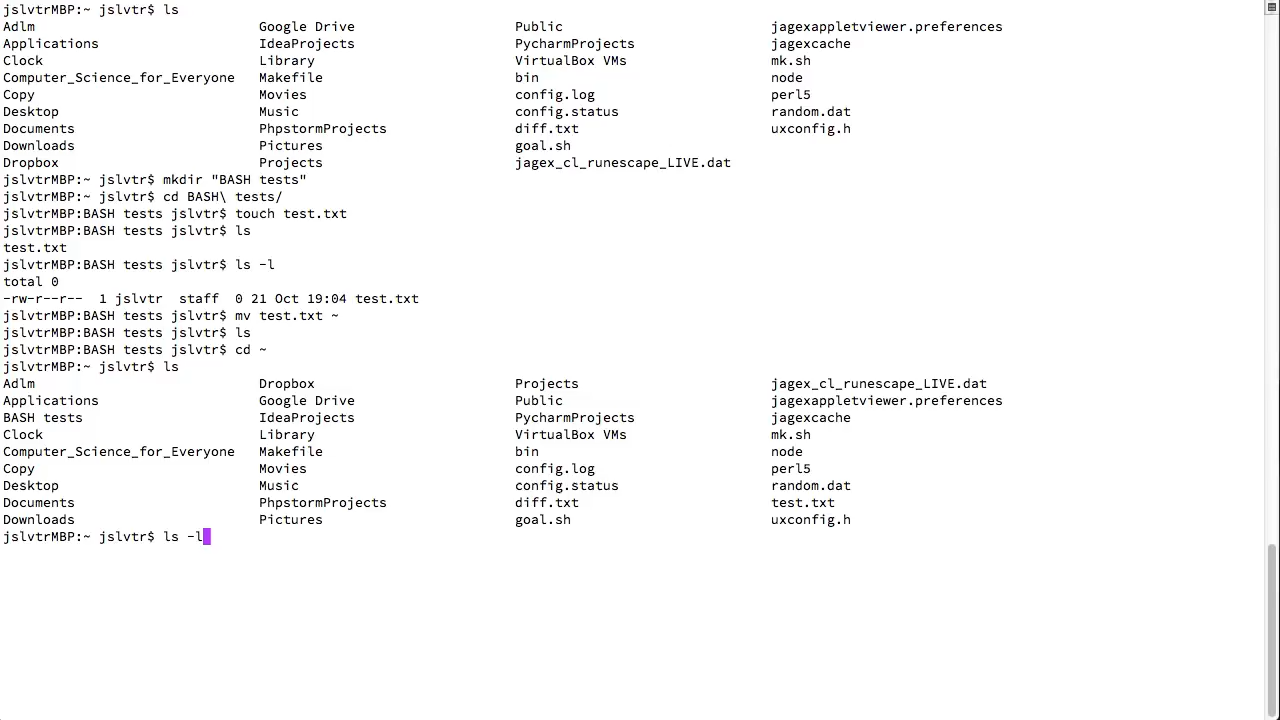 jslvtrMBP:~ jslvtr$ ls
Adlm Google Drive Public jagexappletviewer.preferences
Applications IdeaProjects PycharmProjects jagexcache
Clock Library VirtualBox VMs mk.sh
Computer_Science_for_Everyone Makefile bin node
Copy Movies config.log perl5
Desktop Music config.status random.dat
Documents PhpstormProjects diff.txt uxconfig.h
Downloads Pictures goal.sh
Dropbox Projects jagex_cl_runescape_LIVE.dat
jslvtrMBP:~ jslvtr$ mkdir "BASH tests"
jslvtrMBP:~ jslvtr$ cd BASH\ tests/
jslvtrMBP:BASH tests jslvtr$ touch test.txt
jslvtrMBP:BASH tests jslvtr$ ls
test.txt
jslvtrMBP:BASH tests jslvtr$ ls -l
total 0
-rw-r--r-- 1 jslvtr staff 0 21 Oct 19:04 test.txt
jslvtrMBP:BASH tests jslvtr$ mv test.txt ~
jslvtrMBP:BASH tests jslvtr$ ls
jslvtrMBP:BASH tests jslvtr$ cd ~
jslvtrMBP:~ jslvtr$ ls
Adlm Dropbox Projects jagex_cl_runescape_LIVE.dat
Applications Google Drive Public jagexappletviewer.preferences
BASH tests IdeaProjects PycharmProjects jagexcache
Clock Library VirtualBox VMs mk.sh
Computer_Science_for_Everyone Makefile bin node
Copy Movies config.log perl5
Desktop Music config.status random.dat
Documents PhpstormProjects diff.txt test.txt
Downloads Pictures goal.sh uxconfig.h
jslvtrMBP:~ jslvtr$ ls -l